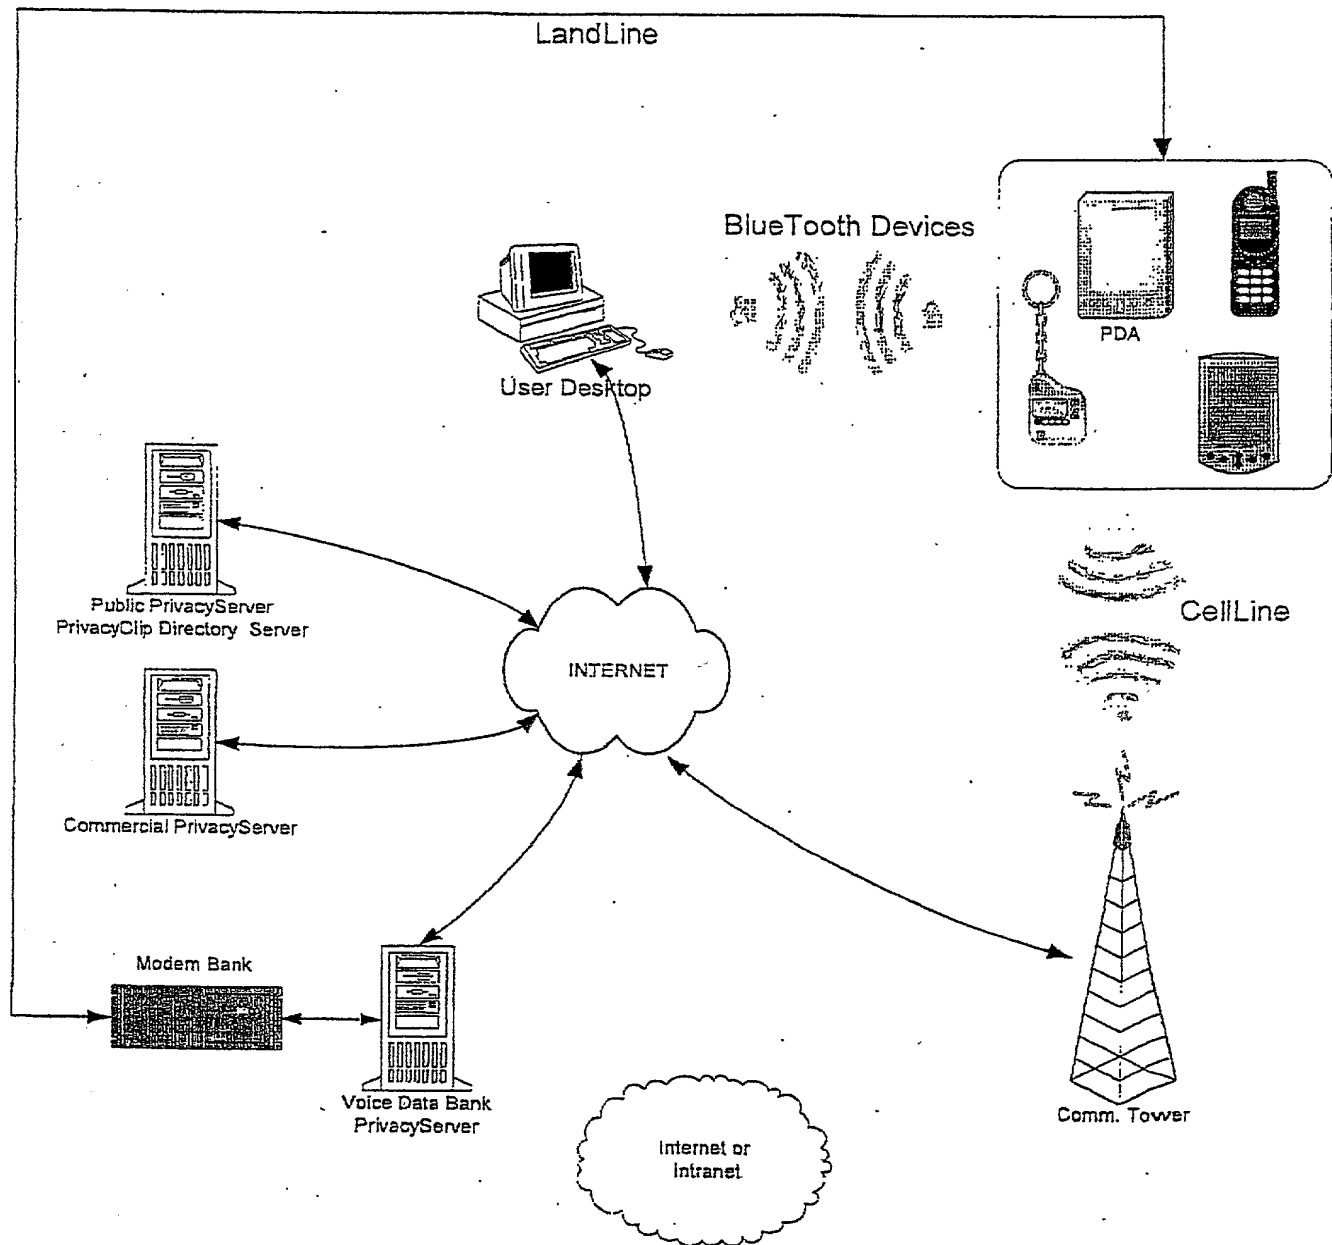 LandLine
BlueTooth Devices
PDA
User Desktop
Public PrivacyServer
PrivacyClip Directory Server
CellLine
INTERNET
Commercial PrivacyServer
Modem Bank
Voice Data Bank
PrivacyServer
Comm. Tower
Internet or
Intranet